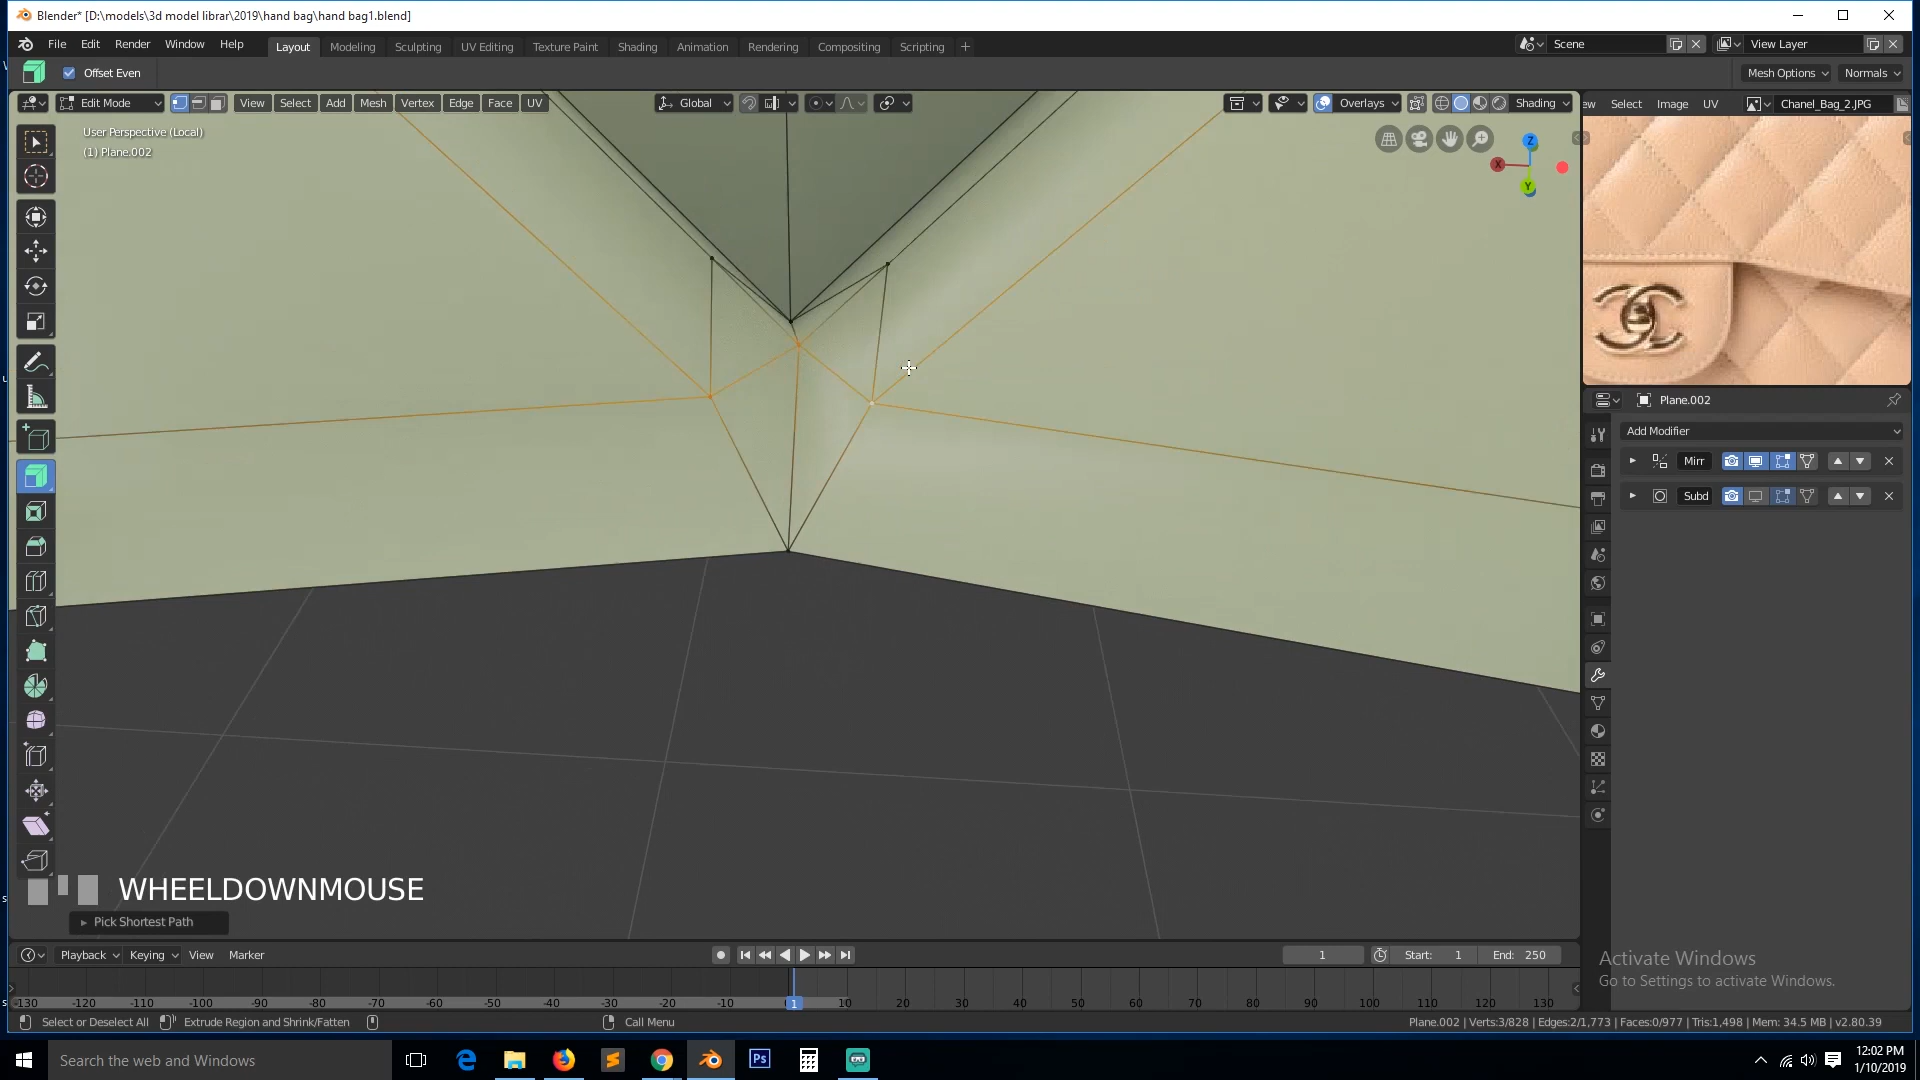 Blender* [D:\models\3d model librar\2019\hand bag\hand bag1.blend]
File Edit Render Window Help Layout Modeling Sculpting UV Editing Texture Paint Shading Animation Rendering Compositing Scripting + Scene View Layer
Offset Even Mesh Options Normals
Edit Mode View Select Add Mesh Vertex Edge Face UV Global Overlays Shading ew Select Image UV Chanel_Bag_2.JPG
User Perspective (Local)
(1) Plane.002
Z
X
Y
Plane.002
Add Modifier
Mirr
Subd
WHEELDOWNMOUSE
Pick Shortest Path
Playback Keying View Marker 1 Start: 1 End: 250
-130 -120 -110 -100 -90 -80 -70 -60 -50 -40 -30 -20 -10 1 10 20 30 40 50 60 70 80 90 100 110 120 130
Activate Windows
Go to Settings to activate Windows.
Select or Deselect All Extrude Region and Shrink/Fatten Call Menu Plane.002 | Verts:3/828 | Edges:2/1,773 | Faces:0/977 | Tris:1,498 | Mem: 34.5 MB | v2.80.39
Search the web and Windows Ps 12:02 PM
1/10/2019